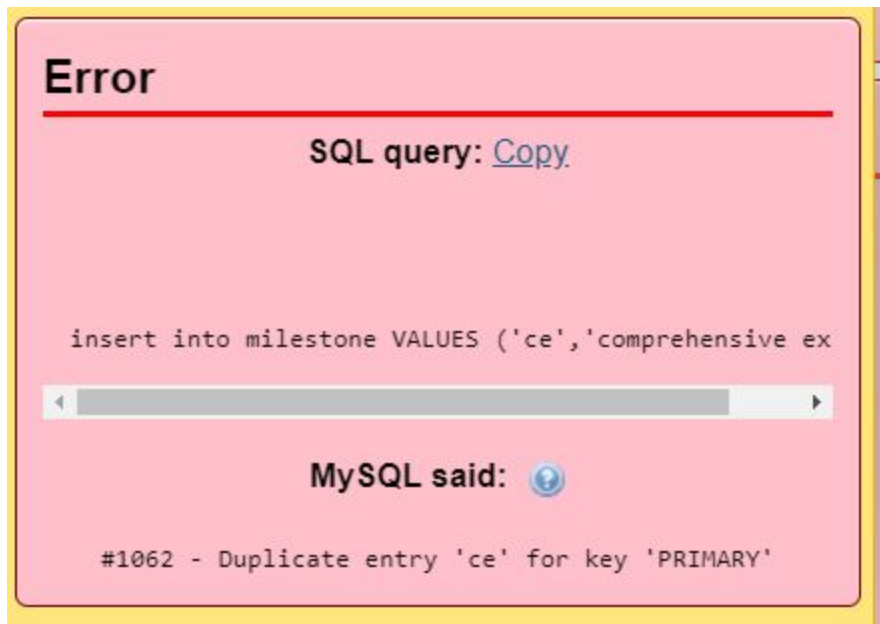 Error
SQL query: Copy
insert into milestone VALUES ('ce','comprehensive ex
MySQL said:
#1062 - Duplicate entry 'ce' for key 'PRIMARY'